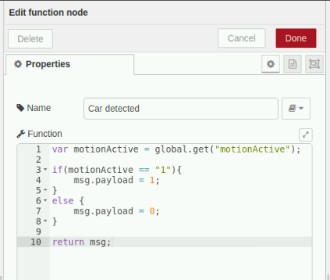 Edit function node
Delete
Cancel
Done
Properties
Name
Car detected
Function
1 var motionActive = global.get("motionActive");
2
3 if(motionActive == "1"){
4     msg.payload = 1;
5 }
6 else {
7     msg.payload = 0;
8 }
9
10 return msg;